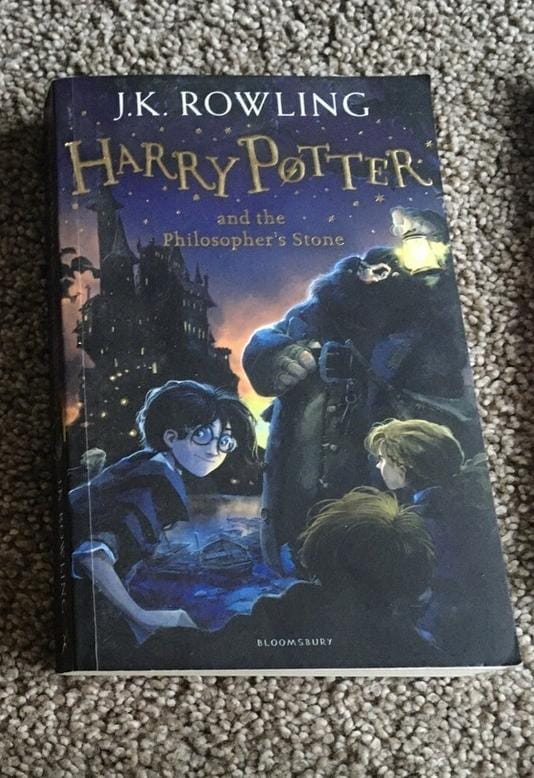 J.K. ROWLING
HARRY POTTER
and the
Philosopher's Stone
BLOOMSBURY